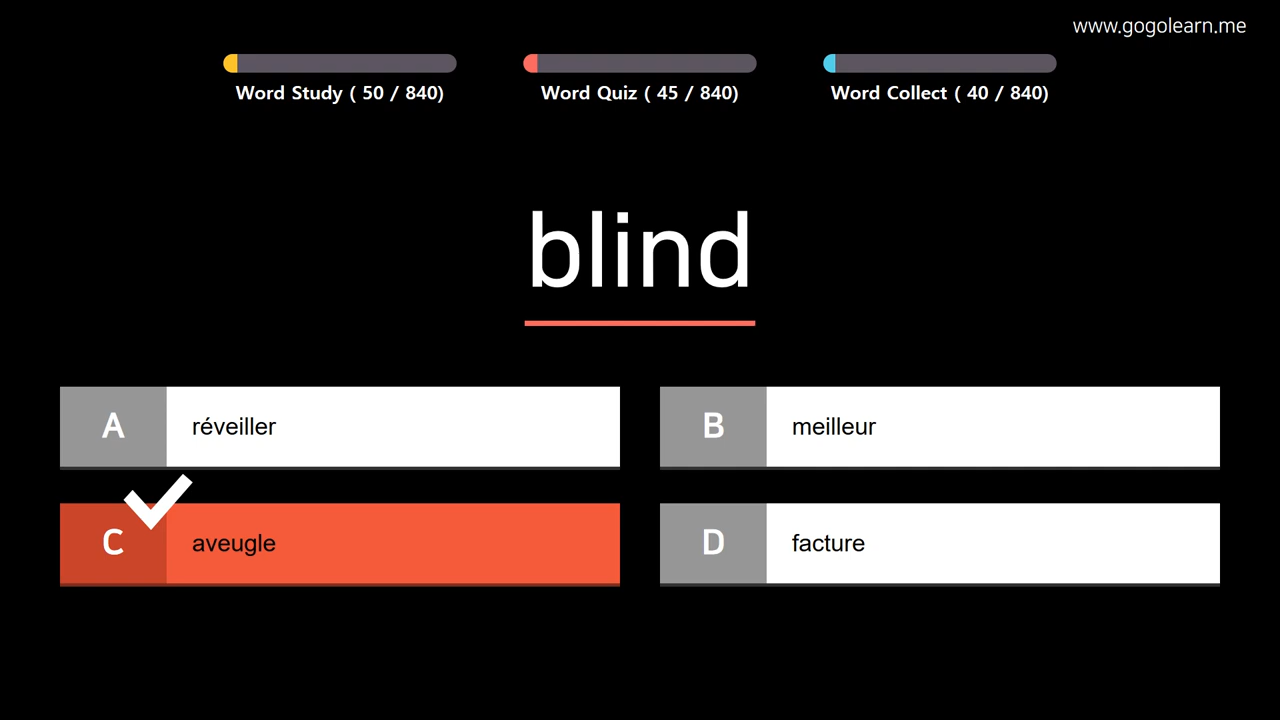 www.gogolearn.me
Word Study ( 50 / 840)
Word Quiz ( 45 / 840)
Word Collect ( 40 / 840)
blind
A réveiller
B meilleur
C aveugle
D facture